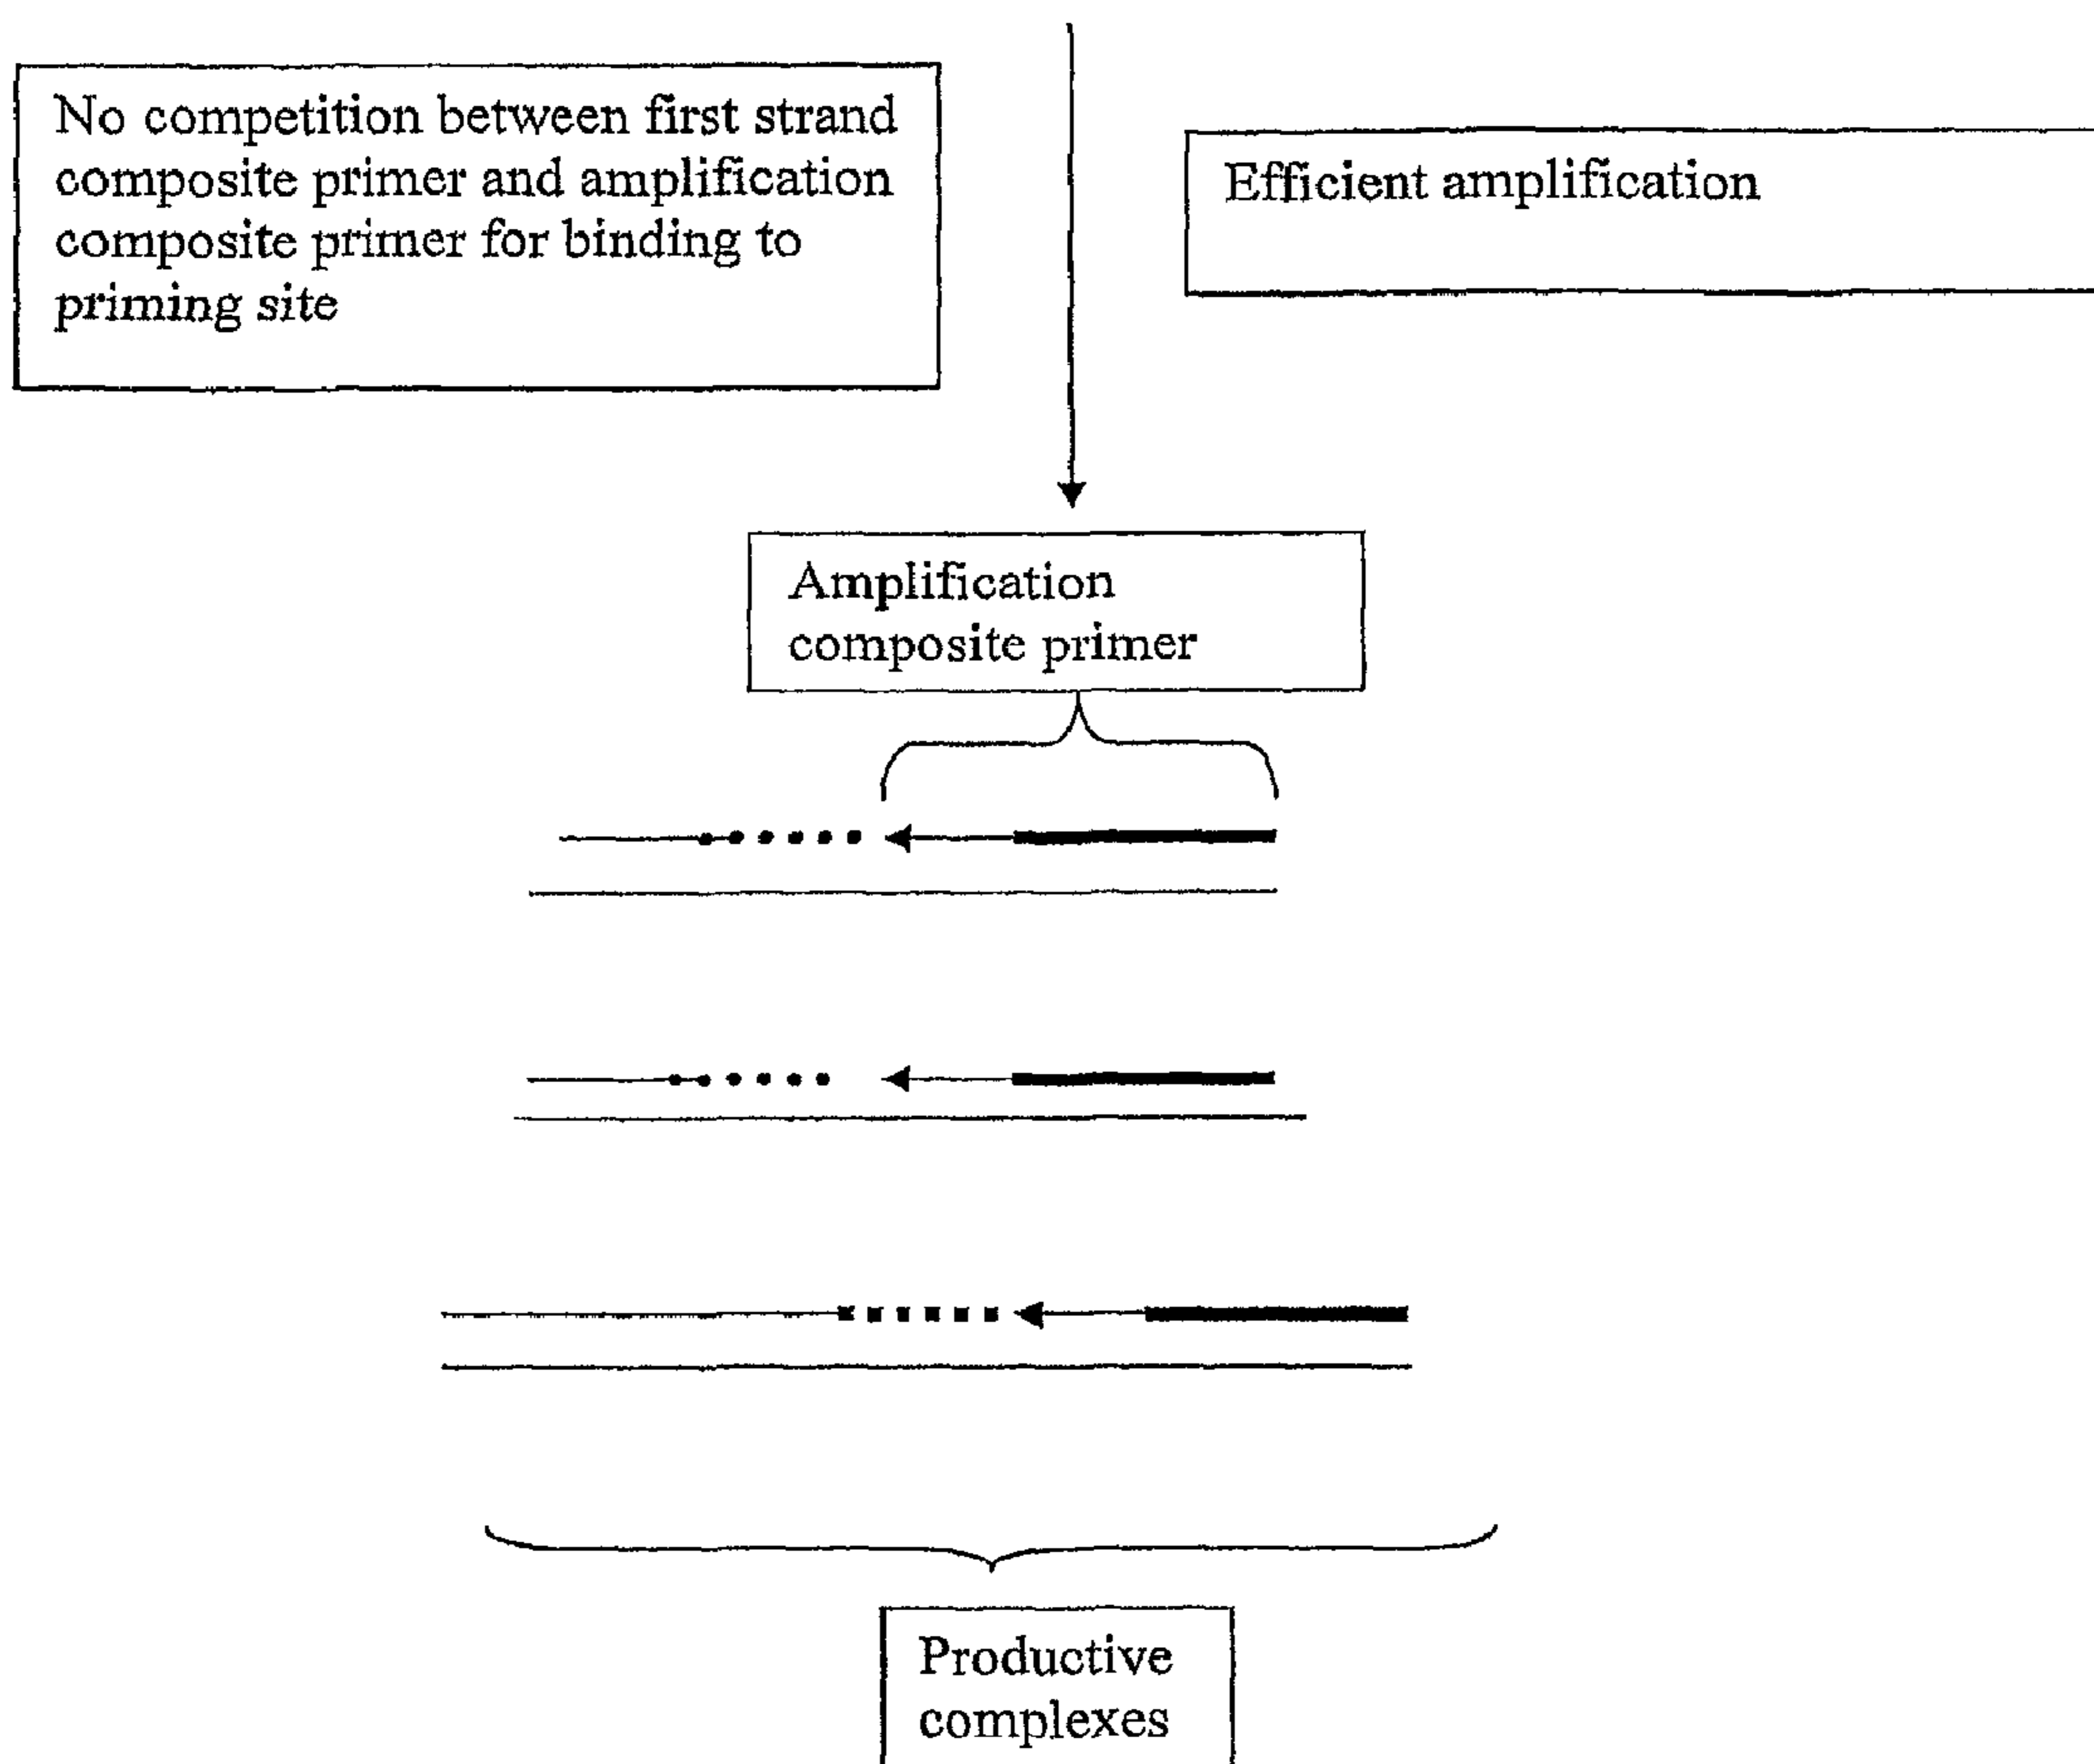 No competition between first strand
composite primer and amplification
composite primer for binding to
priming site
Efficient amplification
Amplification
composite primer
Productive
complexes